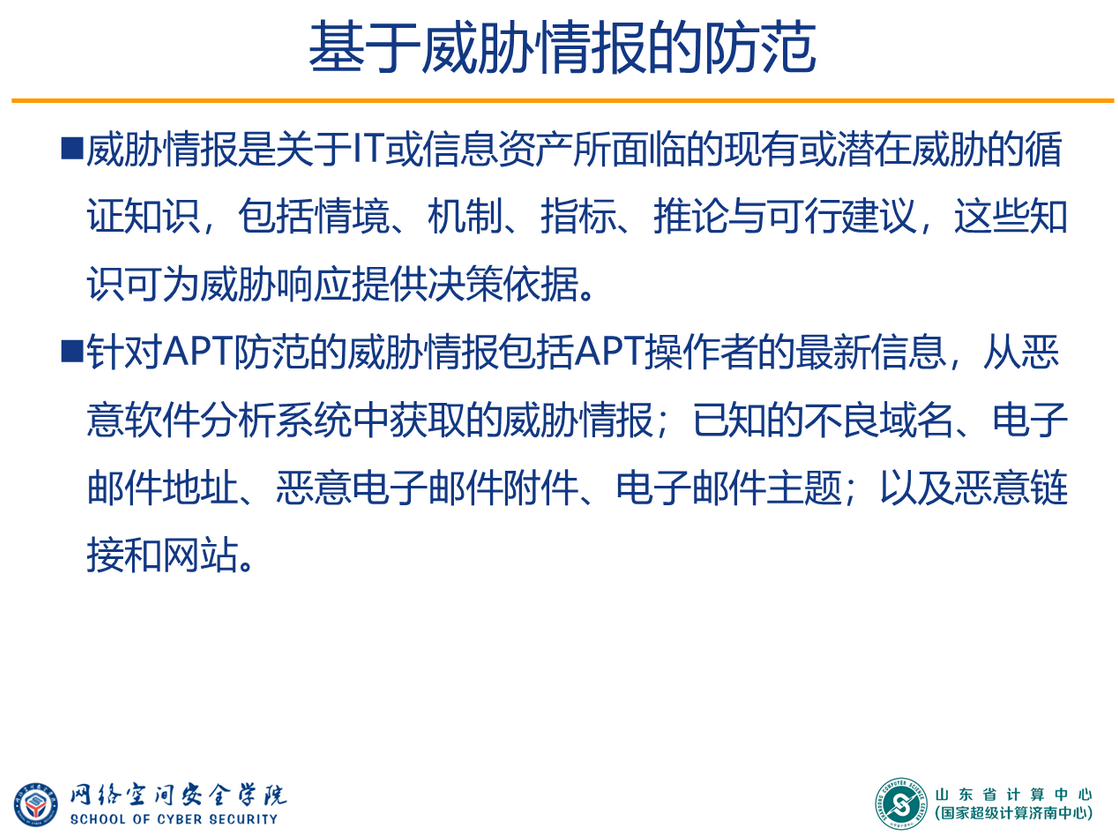 基于威胁情报的防范
■威胁情报是关于IT或信息资产所面临的现有或潜在威胁的循
证知识，包括情境、机制、指标、推论与可行建议，这些知
识可为威胁响应提供决策依据。
■针对APT防范的威胁情报包括APT操作者的最新信息，从恶
意软件分析系统中获取的威胁情报；已知的不良域名、电子
邮件地址、恶意电子邮件附件、电子邮件主题；以及恶意链
接和网站。
网络空间安全学院
SCHOOL OF CYBER SECURITY
SHANDONG COMPUTER SCIENCE CENTER
山东省计算中心
(国家超级计算济南中心)